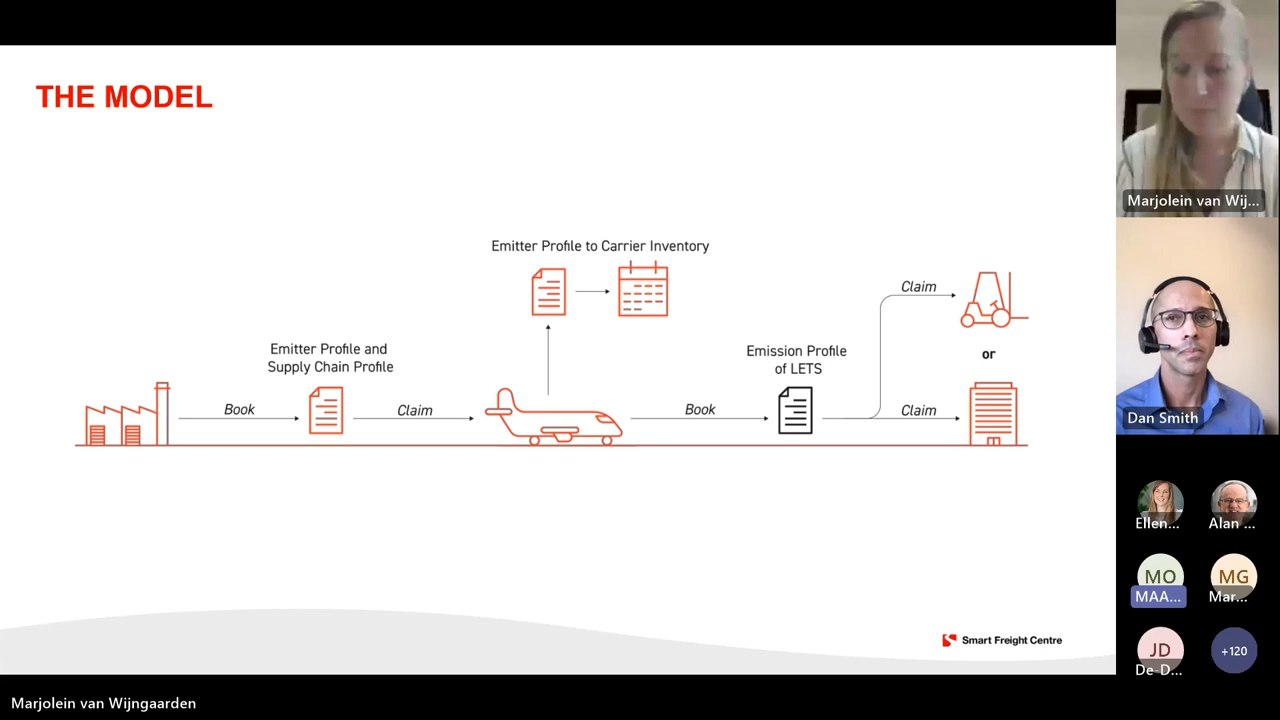 THE MODEL
Emitter Profile to Carrier Inventory
Claim
Emitter Profile and
Supply Chain Profile
Emission Profile
of LETS
or
Book
Claim
Book
Claim
Smart Freight Centre
Marjolein van Wijngaarden
Marjolein van Wij...
Dan Smith
Ellen...
Alan ...
MO
MAA...
MG
Mar...
JD
De-D...
+120